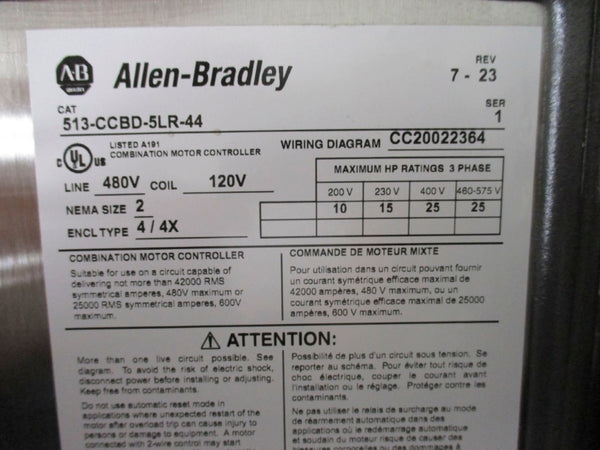 A-B Allen-Bradley
REV
7 - 23
CAT
513-CCBD-5LR-44
SER
1
c UL us LISTED A191
COMBINATION MOTOR CONTROLLER
WIRING DIAGRAM CC20022364
LINE 480V COIL 120V
NEMA SIZE 2
ENCL TYPE 4 / 4X
MAXIMUM HP RATINGS 3 PHASE
200 V 230 V 400 V 460-575 V
10 15 25 25
COMBINATION MOTOR CONTROLLER
Suitable for use on a circuit capable of
delivering not more than 42000 RMS
symmetrical amperes, 480V maximum or
25000 RMS symmetrical amperes, 600V
maximum.
COMMANDE DE MOTEUR MIXTE
Pour utilisation dans un circuit pouvant fournir
un courant symétrique efficace maximal de
42000 ampères, 480 V maximum, ou un
courant symétrique efficace maximal de 25000
ampères, 600 V maximum.
ATTENTION:
More than one live circuit possible. See
diagram. To avoid the risk of electric shock,
disconnect power before installing or adjusting.
Keep free from contaminants.
Do not use automatic reset mode in
applications where unexpected restart of the
motor after overload trip can cause injury to
persons or damage to equipment. A motor
connected with 2-wire control may start
Possibilité de plus d'un circuit sous tension. Se
reporter au schéma. Pour éviter tout risque de
choc électrique, couper le courant avant
l'installation ou le réglage. Protéger contre les
contaminants.
Ne pas utiliser le relais de surcharge au mode
de réarmement automatique dans des
applications où le redémarrage automatique
et soudain du moteur risque de causer des
blessures corporelles ou des dommages à